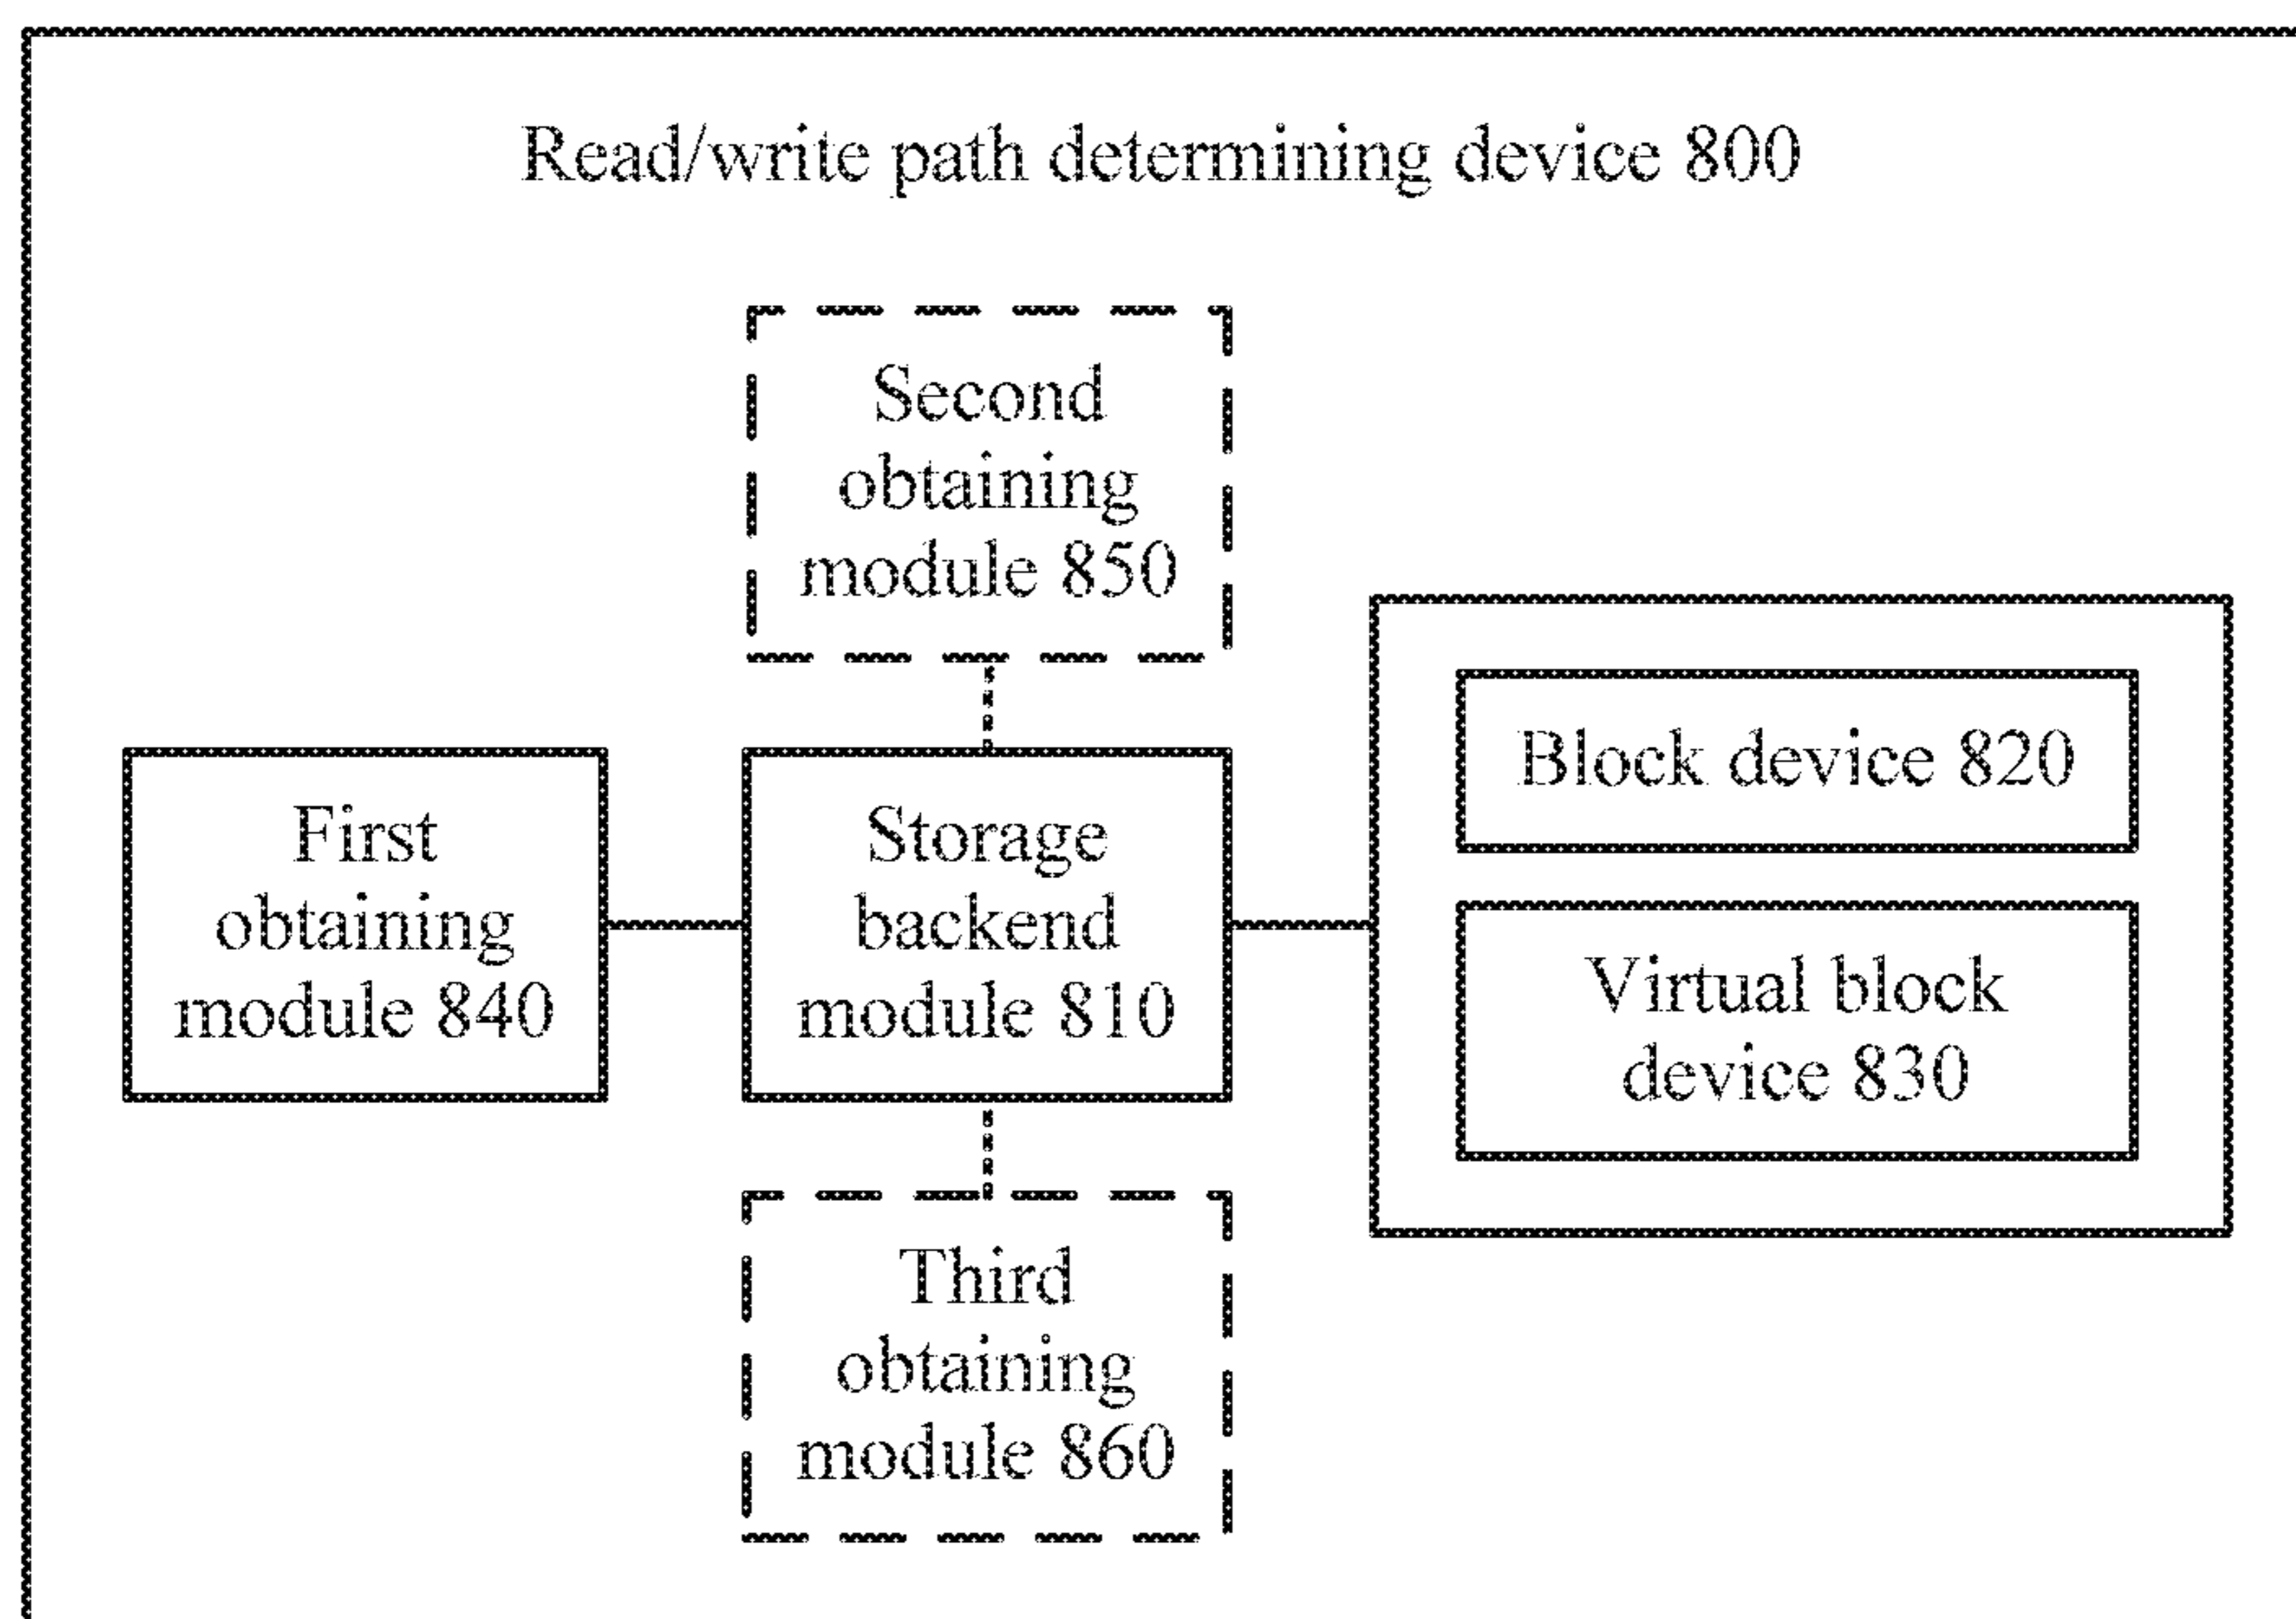 Read/write path determining device 800
Second
obtaining
module 850
First
obtaining
module 840
Storage
backend
module 810
Block device 820
Virtual block
device 830
Third
obtaining
module 860